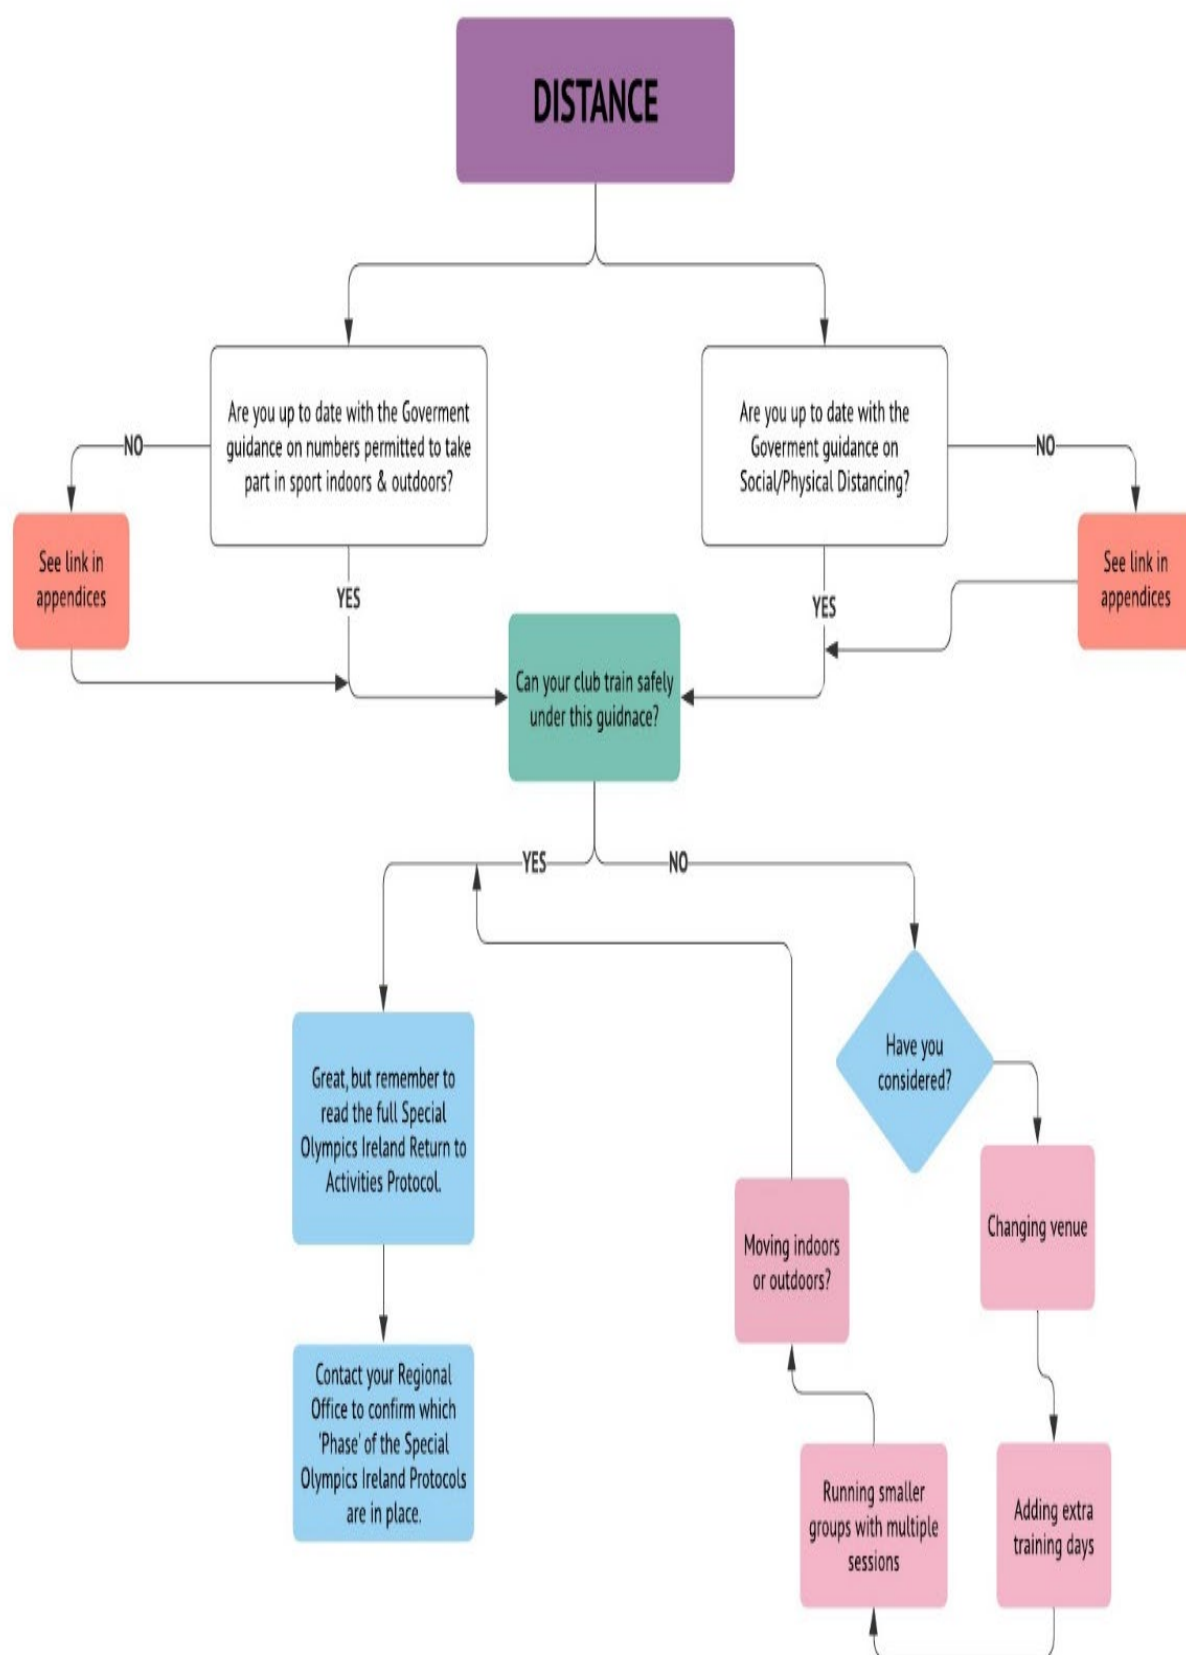 DISTANCE
Are you up to date with the Goverment
guidance on numbers permitted to take
part in sport indoors & outdoors?
Are you up to date with the
Goverment guidance on
Social/Physical Distancing?
NO
NO
See link in
appendices
See link in
appendices
YES
YES
Can your club train safely
under this guidnace?
YES
NO
Great, but remember to
read the full Special
Olympics Ireland Return to
Activities Protocol.
Have you
considered?
Changing venue
Moving indoors
or outdoors?
Contact your Regional
Office to confirm which
'Phase' of the Special
Olympics Ireland Protocols
are in place.
Running smaller
groups with multiple
sessions
Adding extra
training days